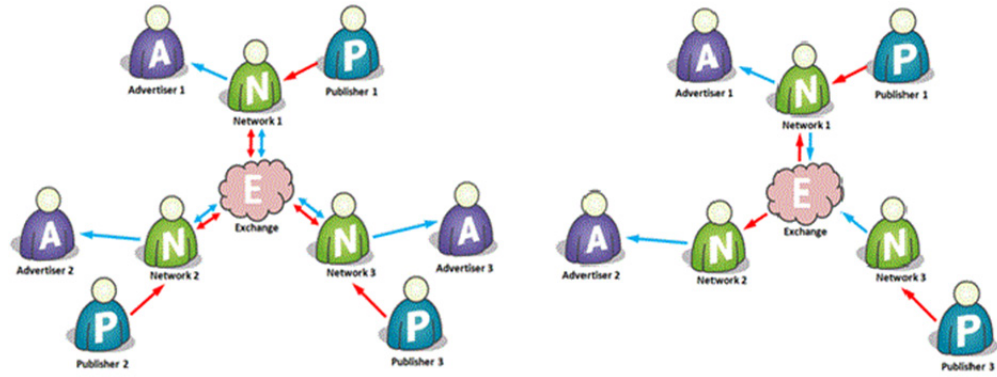 A
Advertiser 1
N
Network 1
P
Publisher 1
E
Exchange
A
Advertiser 2
N
Network 2
N
Network 3
A
Advertiser 3
P
Publisher 2
P
Publisher 3
A
Advertiser 1
N
Network 1
P
Publisher 1
E
Exchange
A
Advertiser 2
N
Network 2
N
Network 3
P
Publisher 3